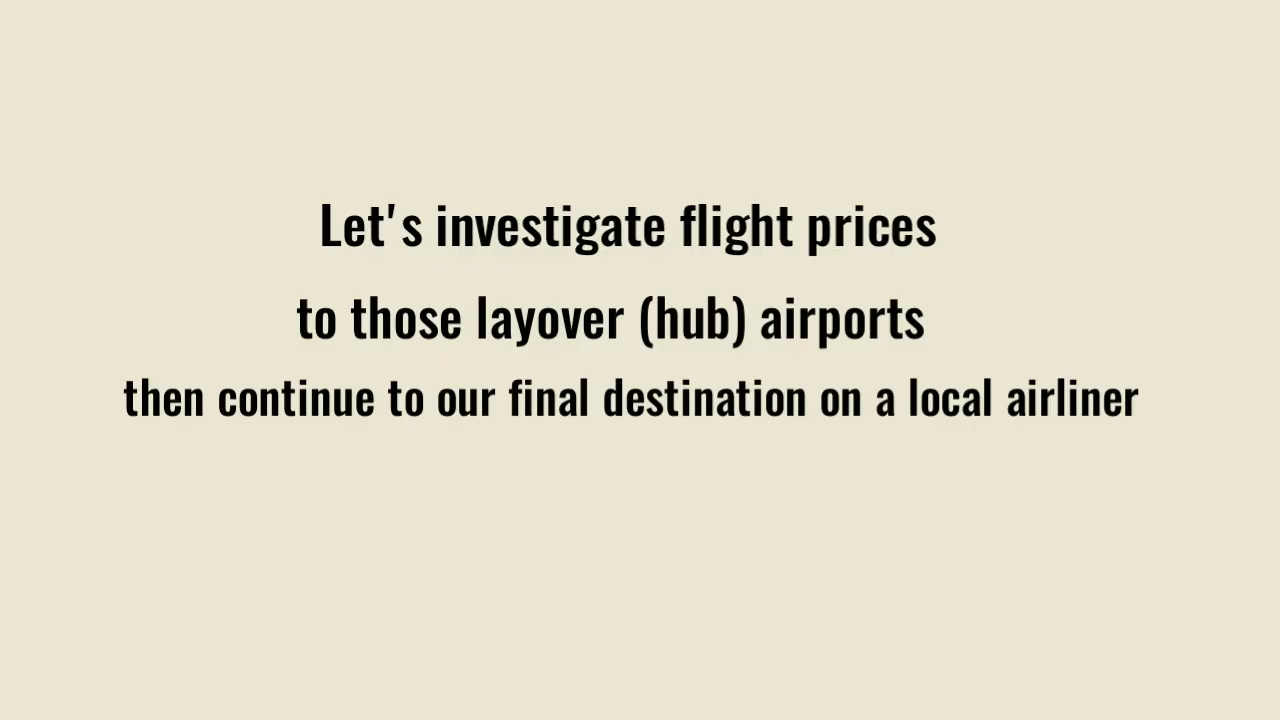 Let's investigate flight prices
to those layover (hub) airports
then continue to our final destination on a local airliner